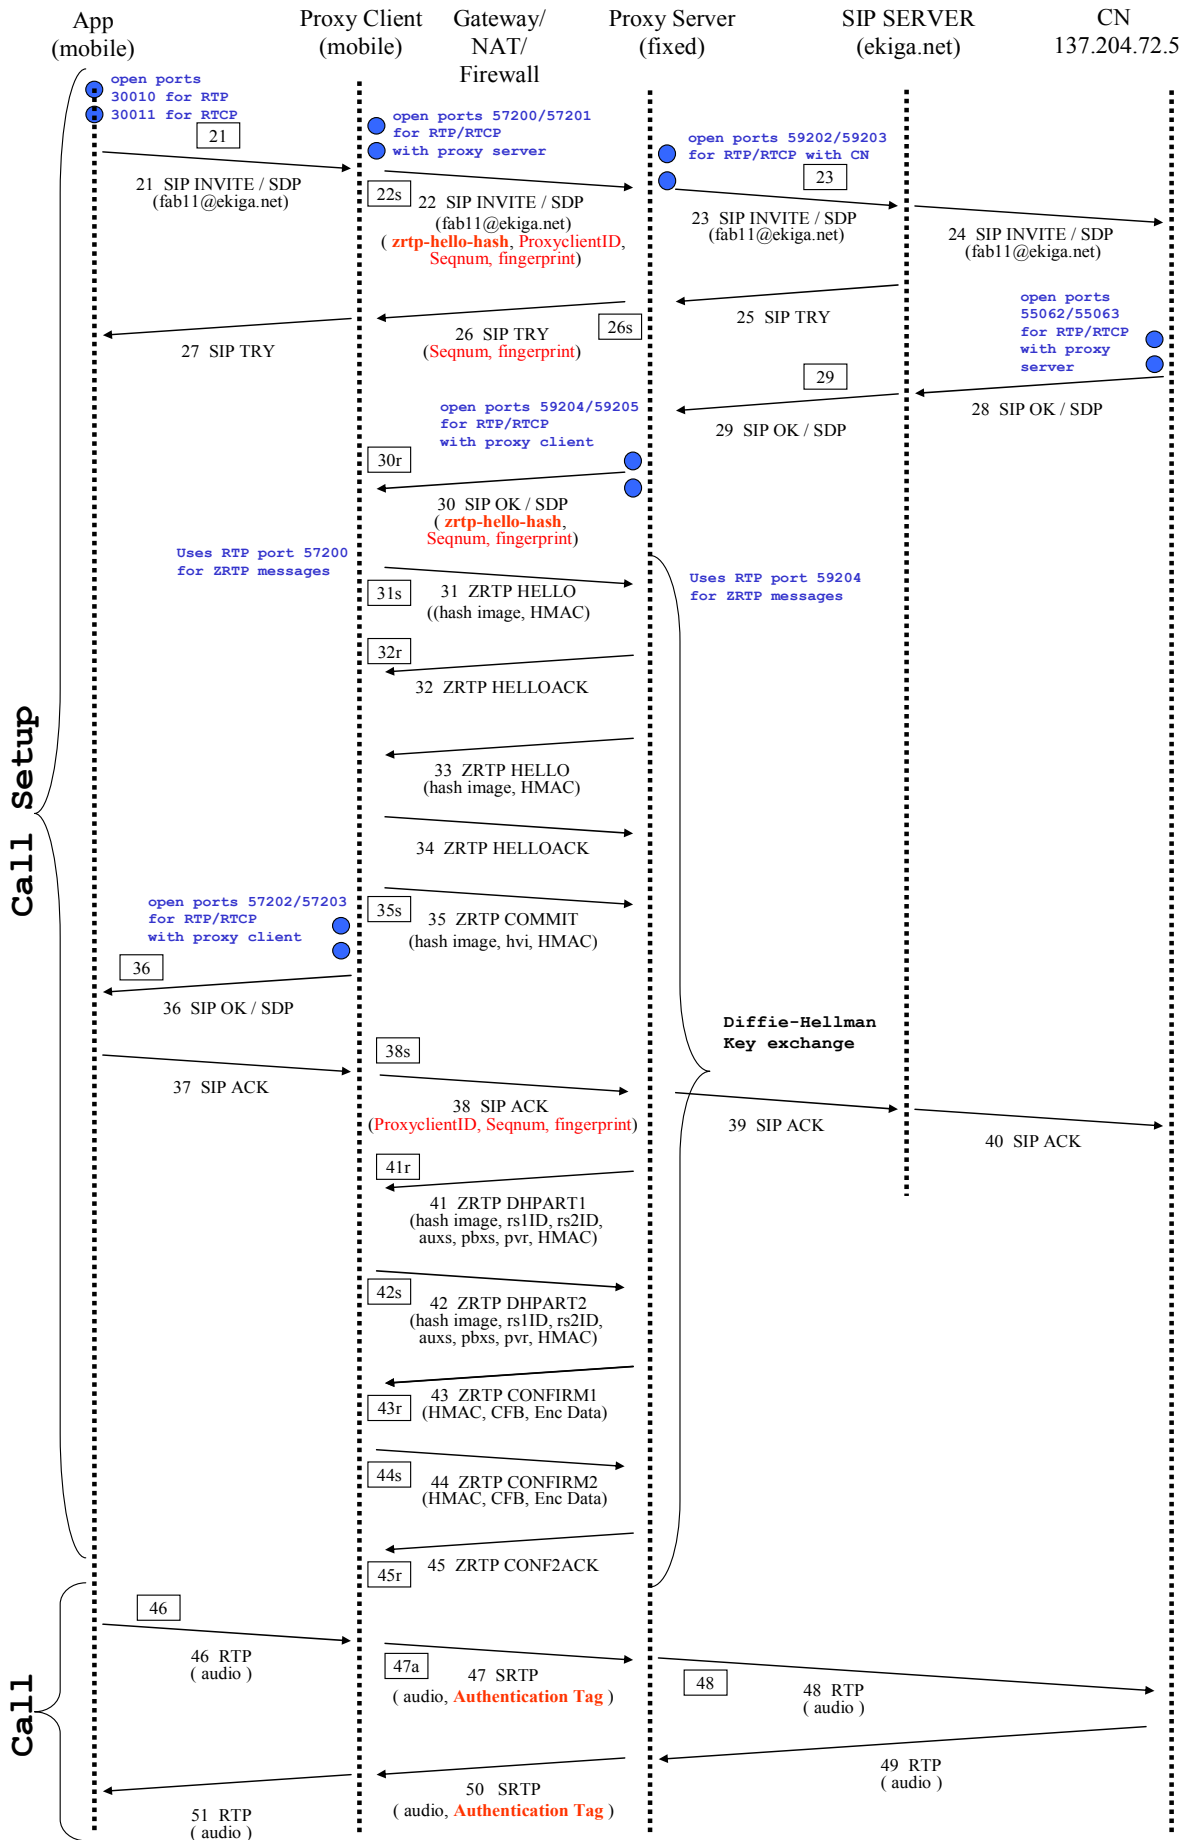 App
(mobile)
Proxy Client
(mobile)
Gateway/
NAT/
Firewall
Proxy Server
(fixed)
SIP SERVER
(ekiga.net)
CN
137.204.72.5
open ports
30010 for RTP
30011 for RTCP
21
21 SIP INVITE / SDP
(fab11@ekiga.net)
open ports 57200/57201
for RTP/RTCP
with proxy server
22s
22 SIP INVITE / SDP
(fab11@ekiga.net)
( zrtp-hello-hash, ProxyclientID,
Seqnum, fingerprint)
open ports 59202/59203
for RTP/RTCP with CN
23
23 SIP INVITE / SDP
(fab11@ekiga.net)
24 SIP INVITE / SDP
(fab11@ekiga.net)
25 SIP TRY
26s
26 SIP TRY
(Seqnum, fingerprint)
27 SIP TRY
open ports
55062/55063
for RTP/RTCP
with proxy
server
28 SIP OK / SDP
29
29 SIP OK / SDP
open ports 59204/59205
for RTP/RTCP
with proxy client
30r
30 SIP OK / SDP
( zrtp-hello-hash,
Seqnum, fingerprint)
Uses RTP port 57200
for ZRTP messages
Uses RTP port 59204
for ZRTP messages
31s
31 ZRTP HELLO
((hash image, HMAC)
32r
32 ZRTP HELLOACK
33 ZRTP HELLO
(hash image, HMAC)
34 ZRTP HELLOACK
35s
35 ZRTP COMMIT
(hash image, hvi, HMAC)
open ports 57202/57203
for RTP/RTCP
with proxy client
36
36 SIP OK / SDP
Call Setup
Diffie-Hellman
Key exchange
37 SIP ACK
38s
38 SIP ACK
(ProxyclientID, Seqnum, fingerprint)
39 SIP ACK
40 SIP ACK
41r
41 ZRTP DHPART1
(hash image, rs1ID, rs2ID,
auxs, pbxs, pvr, HMAC)
42s
42 ZRTP DHPART2
(hash image, rs1ID, rs2ID,
auxs, pbxs, pvr, HMAC)
43r
43 ZRTP CONFIRM1
(HMAC, CFB, Enc Data)
44s
44 ZRTP CONFIRM2
(HMAC, CFB, Enc Data)
45r
45 ZRTP CONF2ACK
Call
46
46 RTP
( audio )
47a
47 SRTP
( audio, Authentication Tag )
48
48 RTP
( audio )
49 RTP
( audio )
50 SRTP
( audio, Authentication Tag )
51 RTP
( audio )